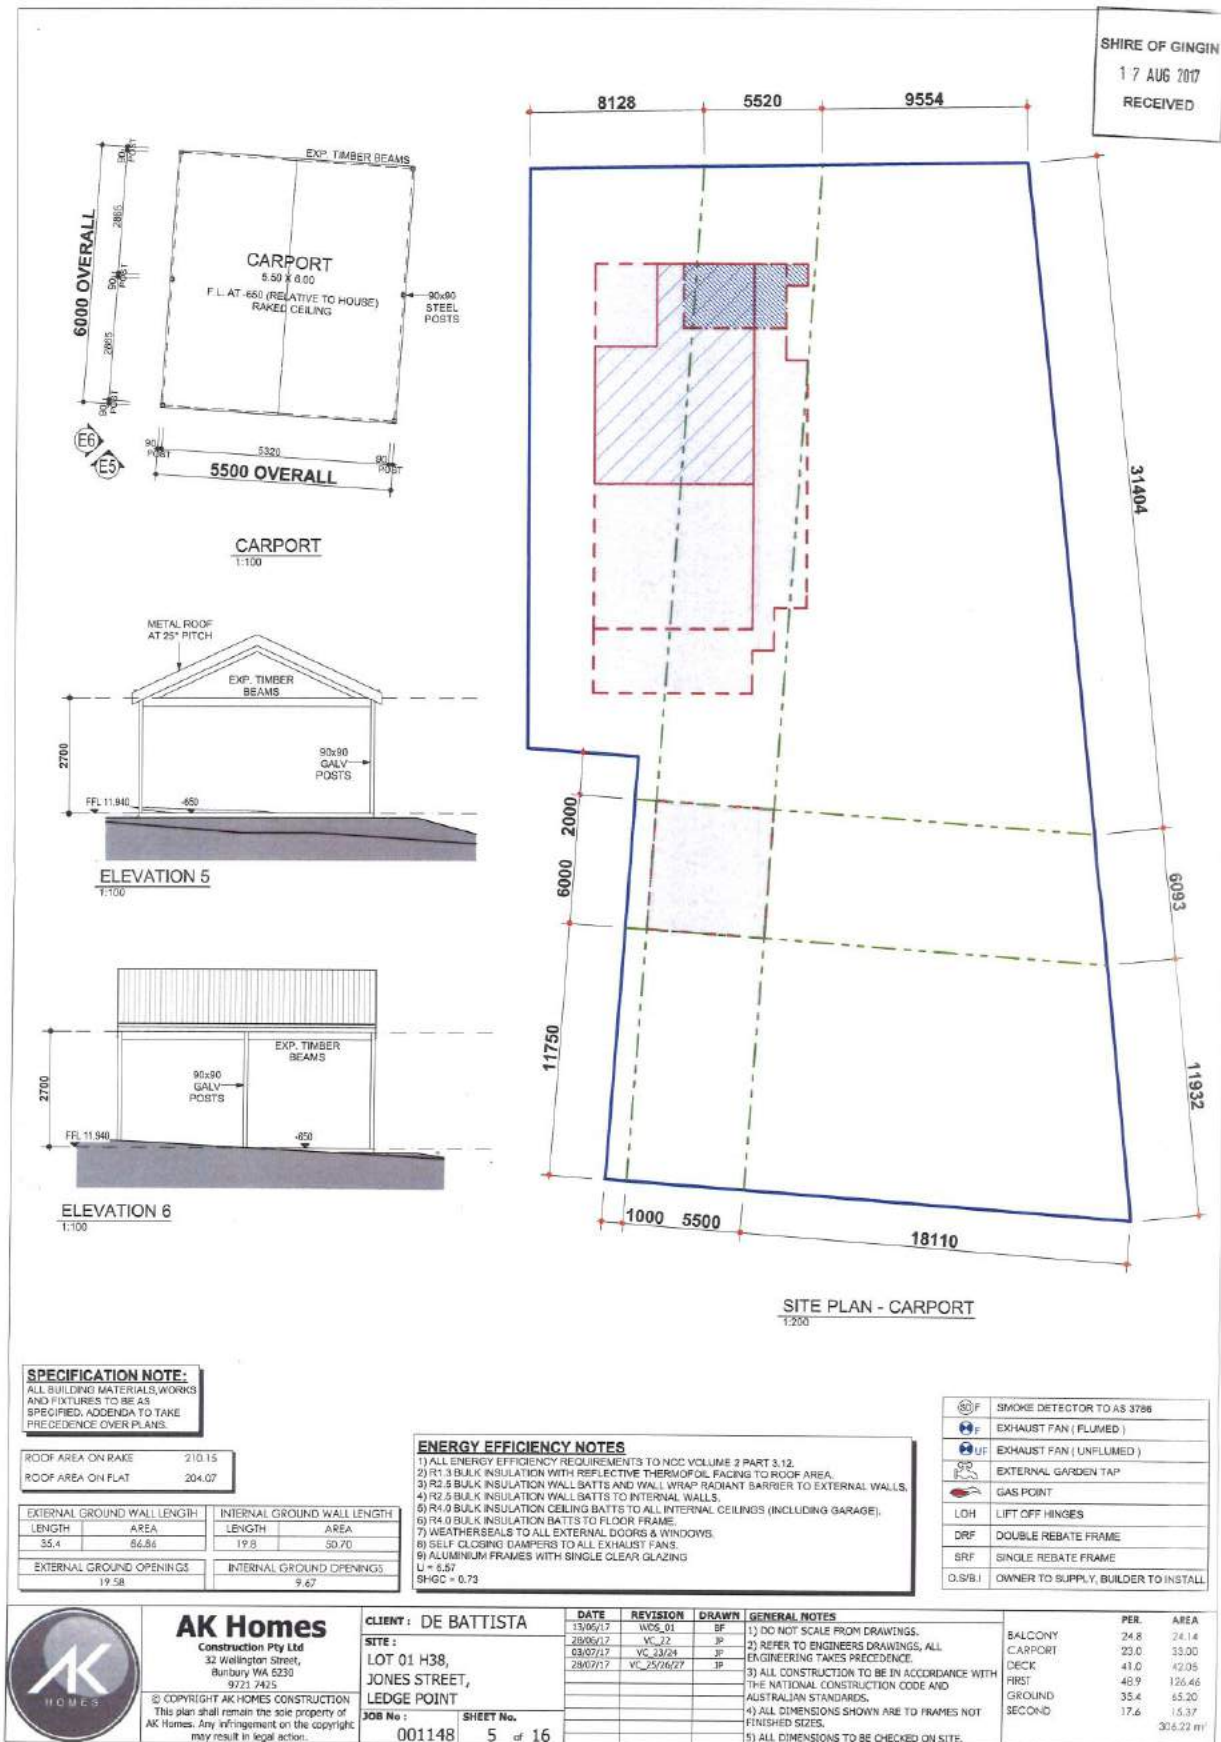 SHIRE OF GINGIN
17 AUG 2017
RECEIVED
8128
5520
9554
31404
6093
11932
2000
6000
11750
1000
5500
18110
SITE PLAN - CARPORT
1:200
EXP. TIMBER BEAMS
90
POST
2865
90
POST
2865
90
POST
6000 OVERALL
CARPORT
5.50 X 6.00
F.L. AT -650 (RELATIVE TO HOUSE)
RAKED CEILING
90x90
STEEL
POSTS
E6
E5
90
POST
5320
90
POST
5500 OVERALL
CARPORT
1:100
METAL ROOF
AT 25° PITCH
EXP. TIMBER
BEAMS
2700
90x90
GALV
POSTS
FFL 11.940
-650
ELEVATION 5
1:100
EXP. TIMBER
BEAMS
90x90
GALV
POSTS
2700
FFL 11.940
-650
ELEVATION 6
1:100
SPECIFICATION NOTE:
ALL BUILDING MATERIALS,WORKS
AND FIXTURES TO BE AS
SPECIFIED. ADDENDA TO TAKE
PRECEDENCE OVER PLANS.
ROOF AREA ON RAKE 210.15
ROOF AREA ON FLAT 204.07
EXTERNAL GROUND WALL LENGTH INTERNAL GROUND WALL LENGTH
LENGTH AREA LENGTH AREA
35.4 86.86 19.8 50.70
EXTERNAL GROUND OPENINGS INTERNAL GROUND OPENINGS
19.58 9.67
ENERGY EFFICIENCY NOTES
1) ALL ENERGY EFFICIENCY REQUIREMENTS TO NCC VOLUME 2 PART 3.12.
2) R1.3 BULK INSULATION WITH REFLECTIVE THERMOFOIL FACING TO ROOF AREA.
3) R2.5 BULK INSULATION WALL BATTS AND WALL WRAP RADIANT BARRIER TO EXTERNAL WALLS.
4) R2.5 BULK INSULATION WALL BATTS TO INTERNAL WALLS.
5) R4.0 BULK INSULATION CEILING BATTS TO ALL INTERNAL CEILINGS (INCLUDING GARAGE).
6) R4.0 BULK INSULATION BATTS TO FLOOR FRAME.
7) WEATHERSEALS TO ALL EXTERNAL DOORS & WINDOWS.
8) SELF CLOSING DAMPERS TO ALL EXHAUST FANS.
9) ALUMINIUM FRAMES WITH SINGLE CLEAR GLAZING
U = 6.57
SHGC = 0.73
F SMOKE DETECTOR TO AS 3786
F EXHAUST FAN ( FLUMED )
UF EXHAUST FAN ( UNFLUMED )
EXTERNAL GARDEN TAP
GAS POINT
LOH LIFT OFF HINGES
DRF DOUBLE REBATE FRAME
SRF SINGLE REBATE FRAME
O.S/B.I OWNER TO SUPPLY, BUILDER TO INSTALL
AK
HOMES
AK Homes
Construction Pty Ltd
32 Wellington Street,
Bunbury WA 6230
9721 7425
© COPYRIGHT AK HOMES CONSTRUCTION
This plan shall remain the sole property of
AK Homes. Any infringement on the copyright
may result in legal action.
CLIENT : DE BATTISTA
SITE :
LOT 01 H38,
JONES STREET,
LEDGE POINT
JOB No : SHEET No.
001148 5 of 16
DATE REVISION DRAWN
13/06/17 WDS_01 BF
28/06/17 VC_22 JP
03/07/17 VC_23/24 JP
28/07/17 VC_25/26/27 JP
GENERAL NOTES
1) DO NOT SCALE FROM DRAWINGS.
2) REFER TO ENGINEERS DRAWINGS, ALL
ENGINEERING TAKES PRECEDENCE.
3) ALL CONSTRUCTION TO BE IN ACCORDANCE WITH
THE NATIONAL CONSTRUCTION CODE AND
AUSTRALIAN STANDARDS.
4) ALL DIMENSIONS SHOWN ARE TO FRAMES NOT
FINISHED SIZES.
5) ALL DIMENSIONS TO BE CHECKED ON SITE.
PER. AREA
BALCONY 24.8 24.14
CARPORT 23.0 33.00
DECK 41.0 42.05
FIRST 48.9 126.46
GROUND 35.4 65.20
SECOND 17.6 15.37
306.22 m²